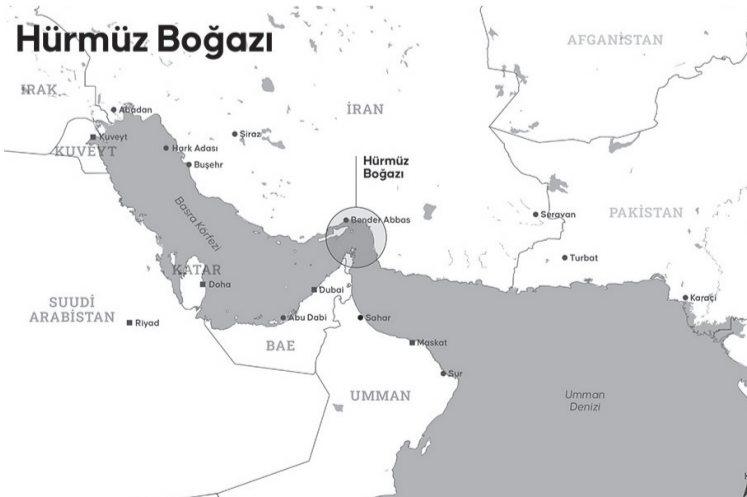 Hürmüz Boğazı
AFGANİSTAN
IRAK
Abadan
İRAN
Kuveyt
KUVEYT
Şiraz
Hark Adası
Buşehr
Hürmüz
Boğazı
Basra Körfezi
Bender Abbas
Seravan
PAKİSTAN
Turbat
KATAR
Doha
Dubai
Karaçi
SUUDİ
ARABİSTAN
Riyad
Abu Dabi
Sahar
BAE
Maskat
Sur
UMMAN
Umman
Denizi